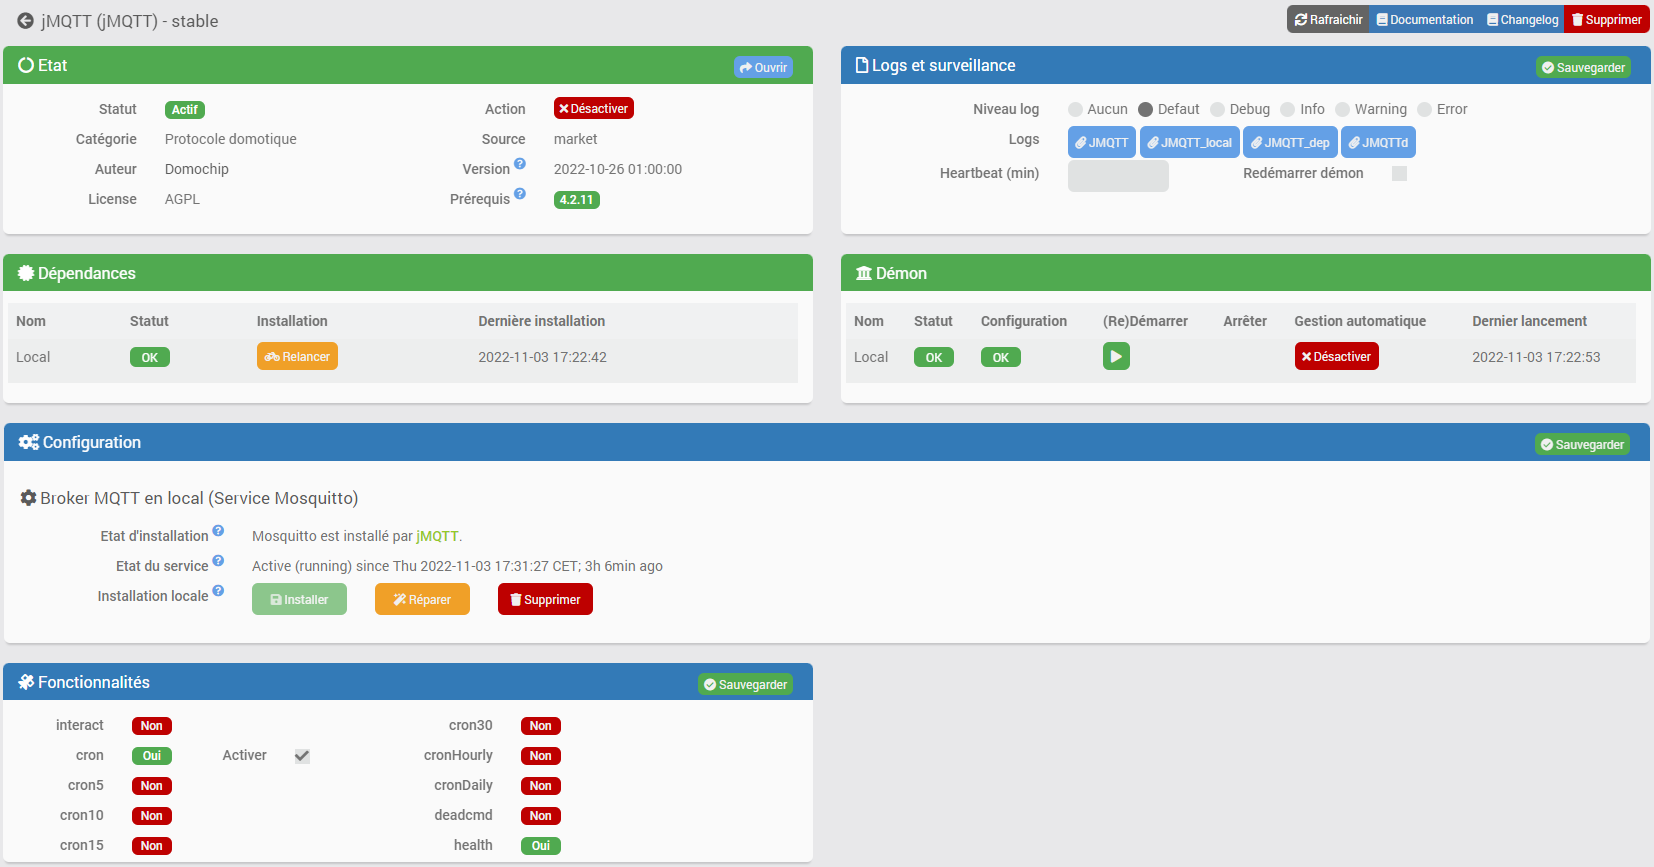 jMQTT (jMQTT) - stable
Rafraichir Documentation Changelog Supprimer
Etat Ouvrir
Statut Actif Action Désactiver
Catégorie Protocole domotique Source market
Auteur Domochip Version 2022-10-26 01:00:00
License AGPL Prérequis 4.2.11
Logs et surveillance Sauvegarder
Niveau log Aucun Defaut Debug Info Warning Error
Logs JMQTT JMQTT_local JMQTT_dep JMQTTd
Heartbeat (min) Redémarrer démon
Dépendances
Nom Statut Installation Dernière installation
Local OK Relancer 2022-11-03 17:22:42
Démon
Nom Statut Configuration (Re)Démarrer Arrêter Gestion automatique Dernier lancement
Local OK OK Désactiver 2022-11-03 17:22:53
Configuration Sauvegarder
Broker MQTT en local (Service Mosquitto)
Etat d'installation Mosquitto est installé par jMQTT.
Etat du service Active (running) since Thu 2022-11-03 17:31:27 CET; 3h 6min ago
Installation locale Installer Réparer Supprimer
Fonctionnalités Sauvegarder
interact Non cron30 Non
cron Oui Activer cronHourly Non
cron5 Non cronDaily Non
cron10 Non deadcmd Non
cron15 Non health Oui